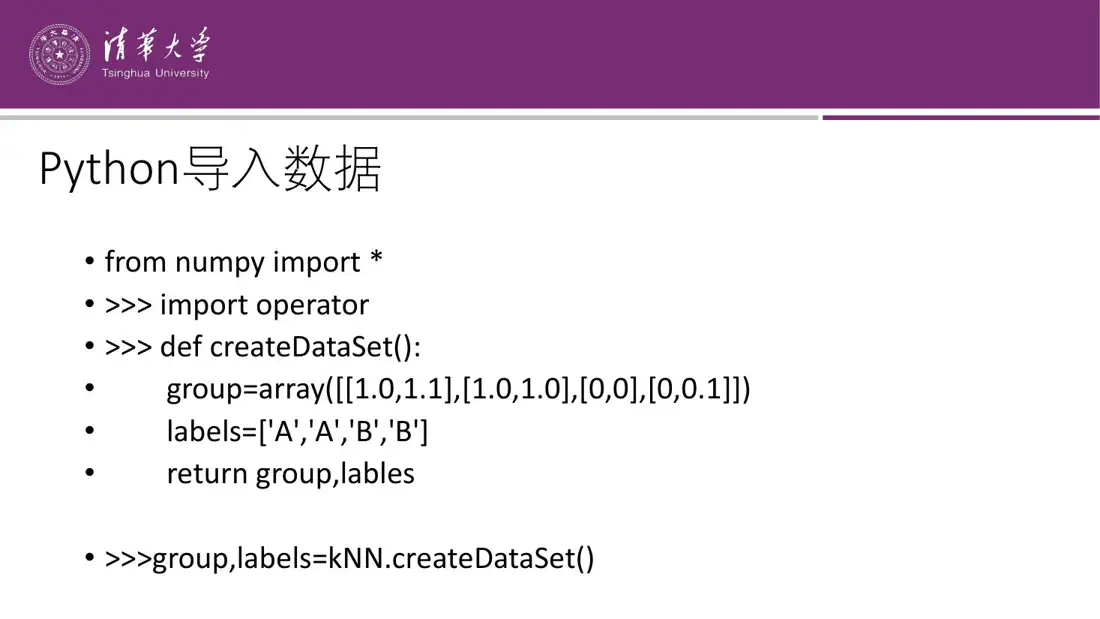 清华大学
Tsinghua University
Python导入数据
• from numpy import *
• >>> import operator
• >>> def createDataSet():
• group=array([[1.0,1.1],[1.0,1.0],[0,0],[0,0.1]])
• labels=['A','A','B','B']
• return group,lables
• >>>group,labels=kNN.createDataSet()